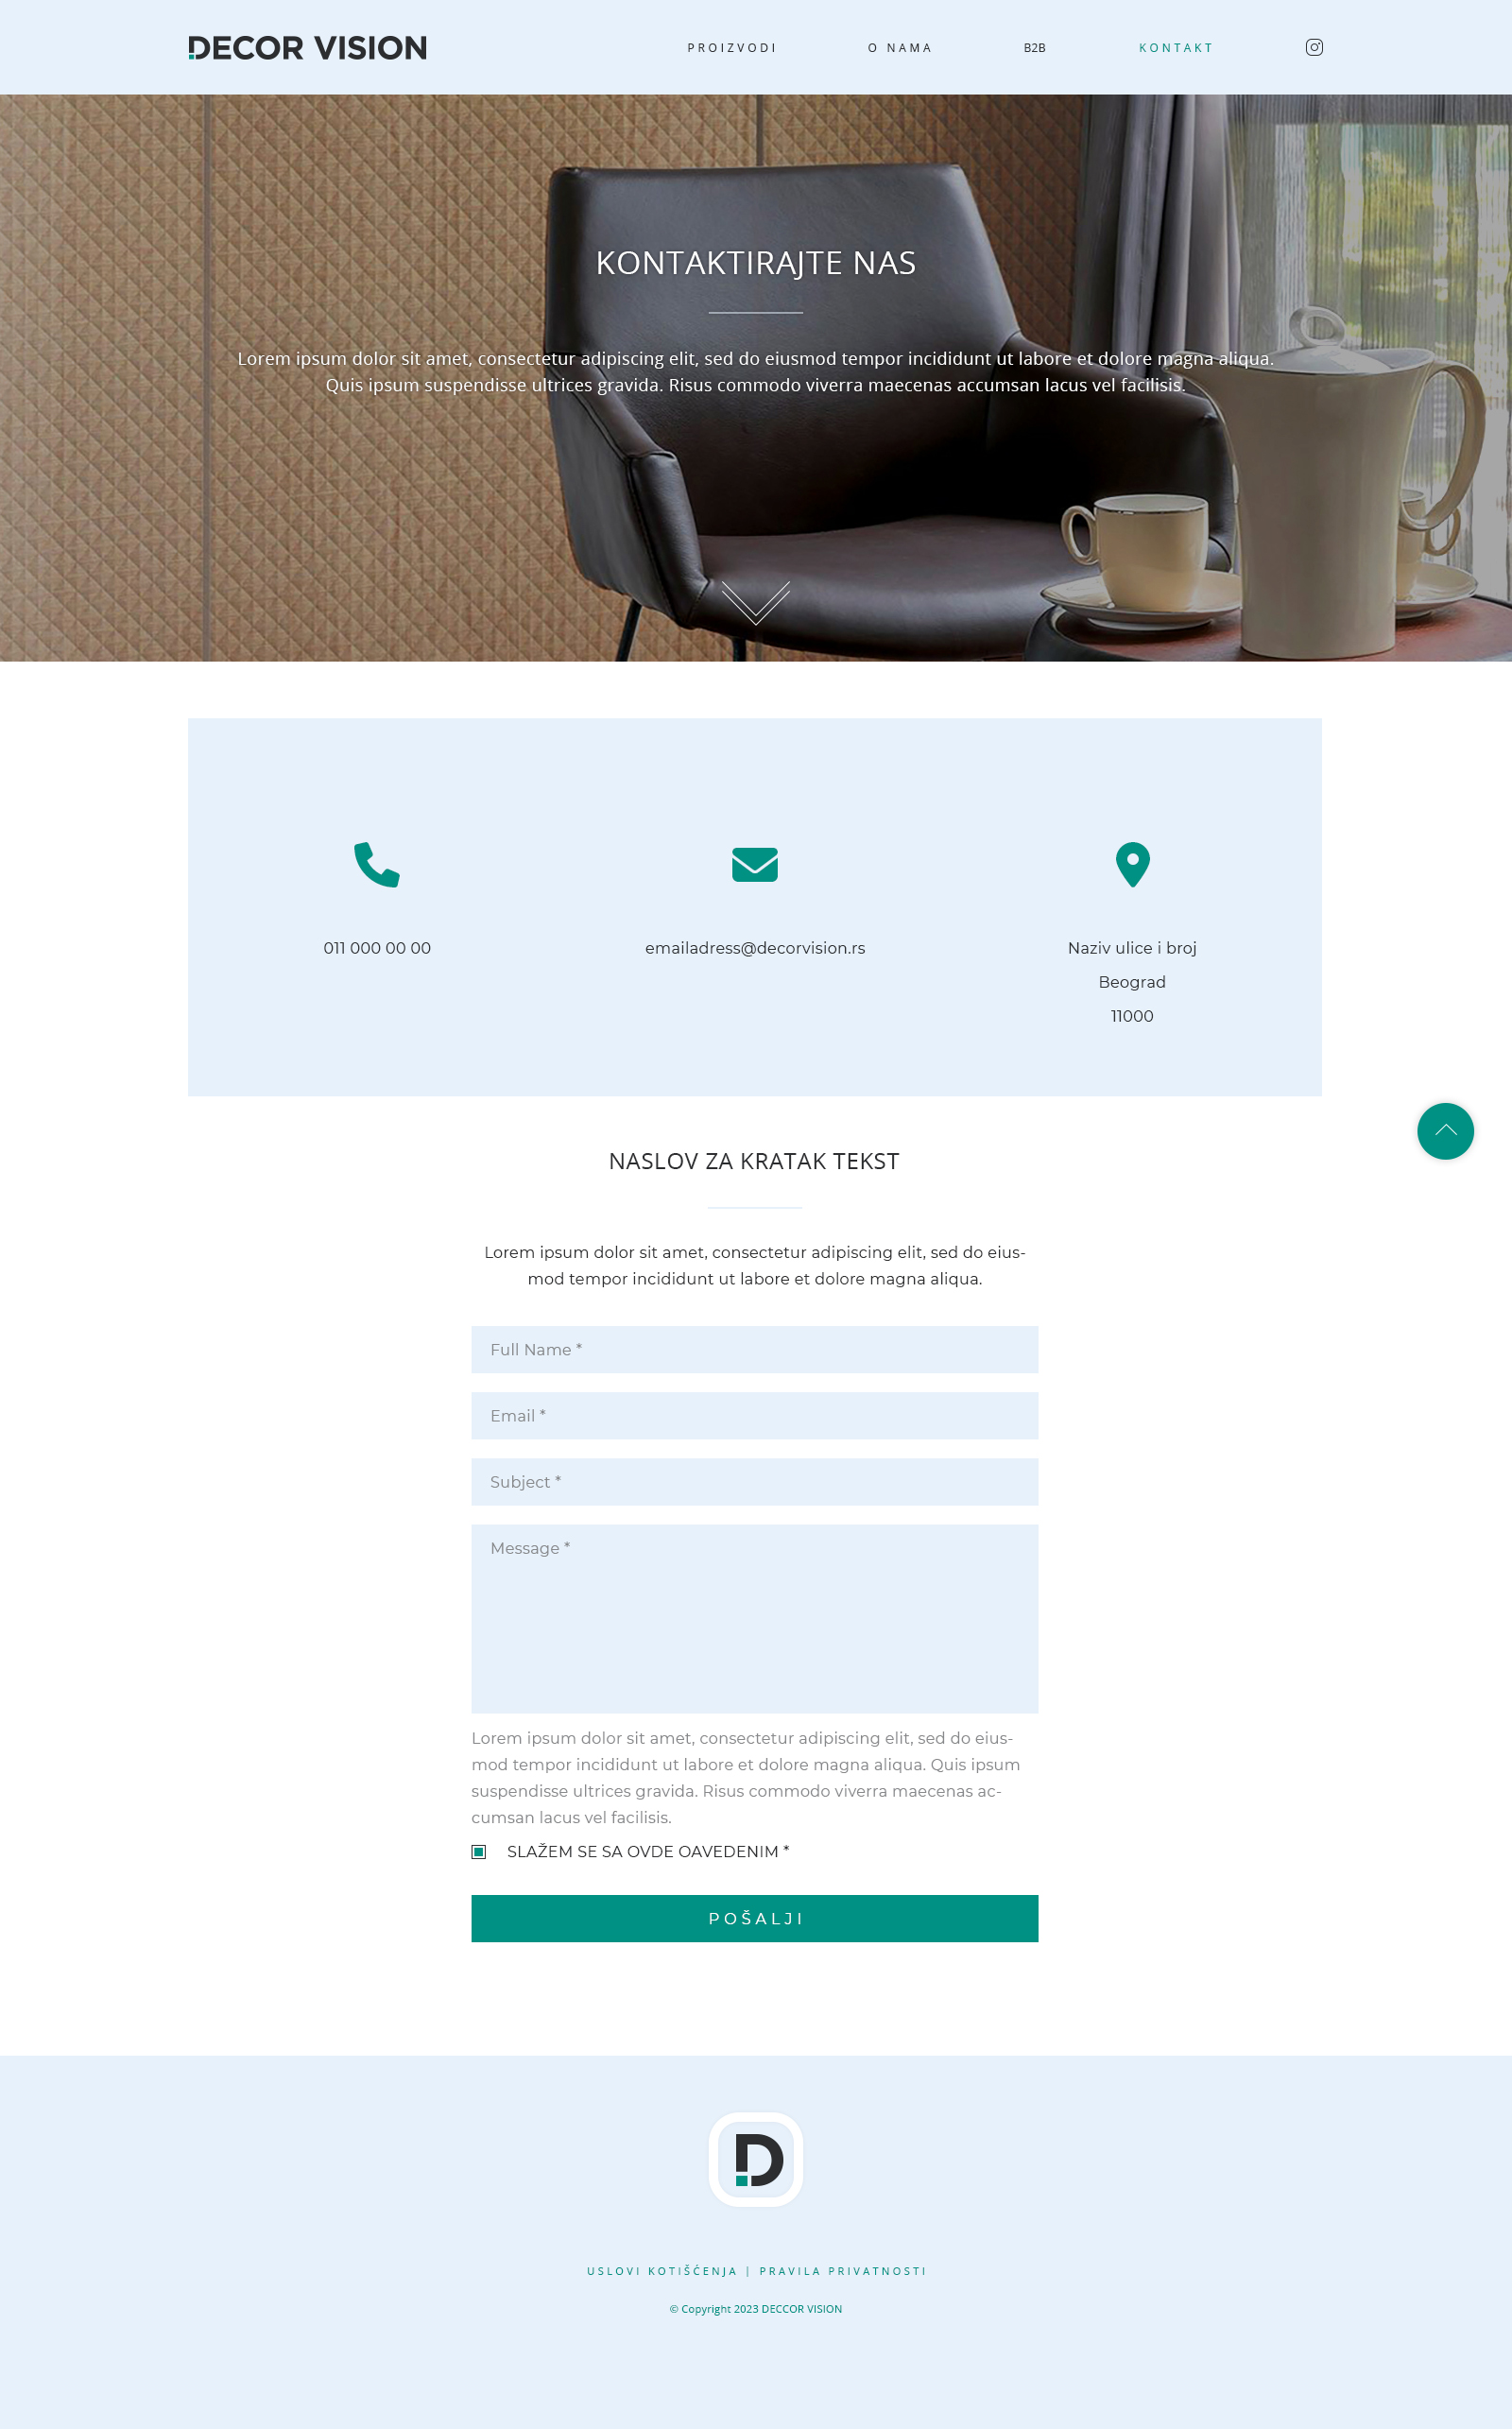 DECOR VISION
PROIZVODI
O NAMA
B2B
KONTAKT
KONTAKTIRAJTE NAS
Lorem ipsum dolor sit amet, consectetur adipiscing elit, sed do eiusmod tempor incididunt ut labore et dolore magna aliqua.
Quis ipsum suspendisse ultrices gravida. Risus commodo viverra maecenas accumsan lacus vel facilisis.
011 000 00 00
emailadress@decorvision.rs
Naziv ulice i broj
Beograd
11000
NASLOV ZA KRATAK TEKST
Lorem ipsum dolor sit amet, consectetur adipiscing elit, sed do eius-
mod tempor incididunt ut labore et dolore magna aliqua.
Full Name *
Email *
Subject *
Message *
Lorem ipsum dolor sit amet, consectetur adipiscing elit, sed do eius-
mod tempor incididunt ut labore et dolore magna aliqua. Quis ipsum
suspendisse ultrices gravida. Risus commodo viverra maecenas ac-
cumsan lacus vel facilisis.
SLAŽEM SE SA OVDE OAVEDENIM *
POŠALJI
D
USLOVI KOTIŠĆENJA | PRAVILA PRIVATNOSTI
© Copyright 2023 DECCOR VISION